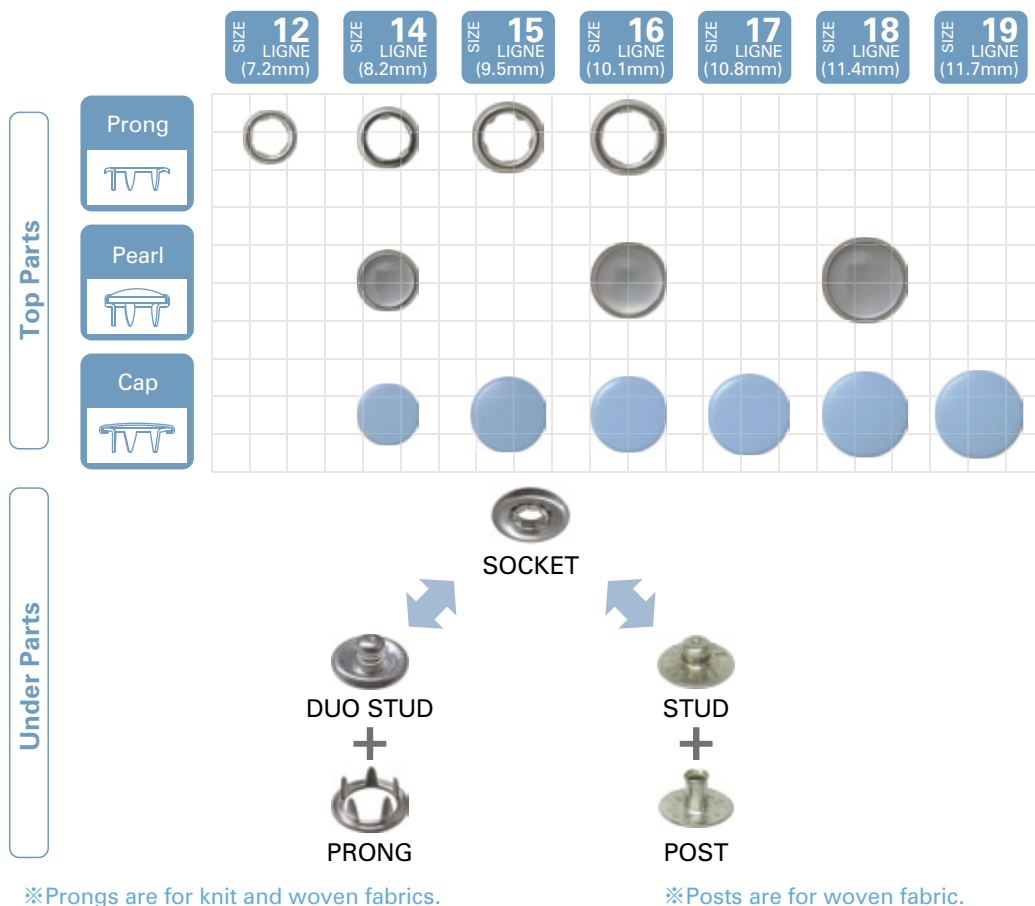 SIZE 12
LIGNE
(7.2mm)
SIZE 14
LIGNE
(8.2mm)
SIZE 15
LIGNE
(9.5mm)
SIZE 16
LIGNE
(10.1mm)
SIZE 17
LIGNE
(10.8mm)
SIZE 18
LIGNE
(11.4mm)
SIZE 19
LIGNE
(11.7mm)
Top Parts
Prong
Pearl
Cap
Under Parts
SOCKET
DUO STUD
+
PRONG
STUD
+
POST
※Prongs are for knit and woven fabrics.
※Posts are for woven fabric.